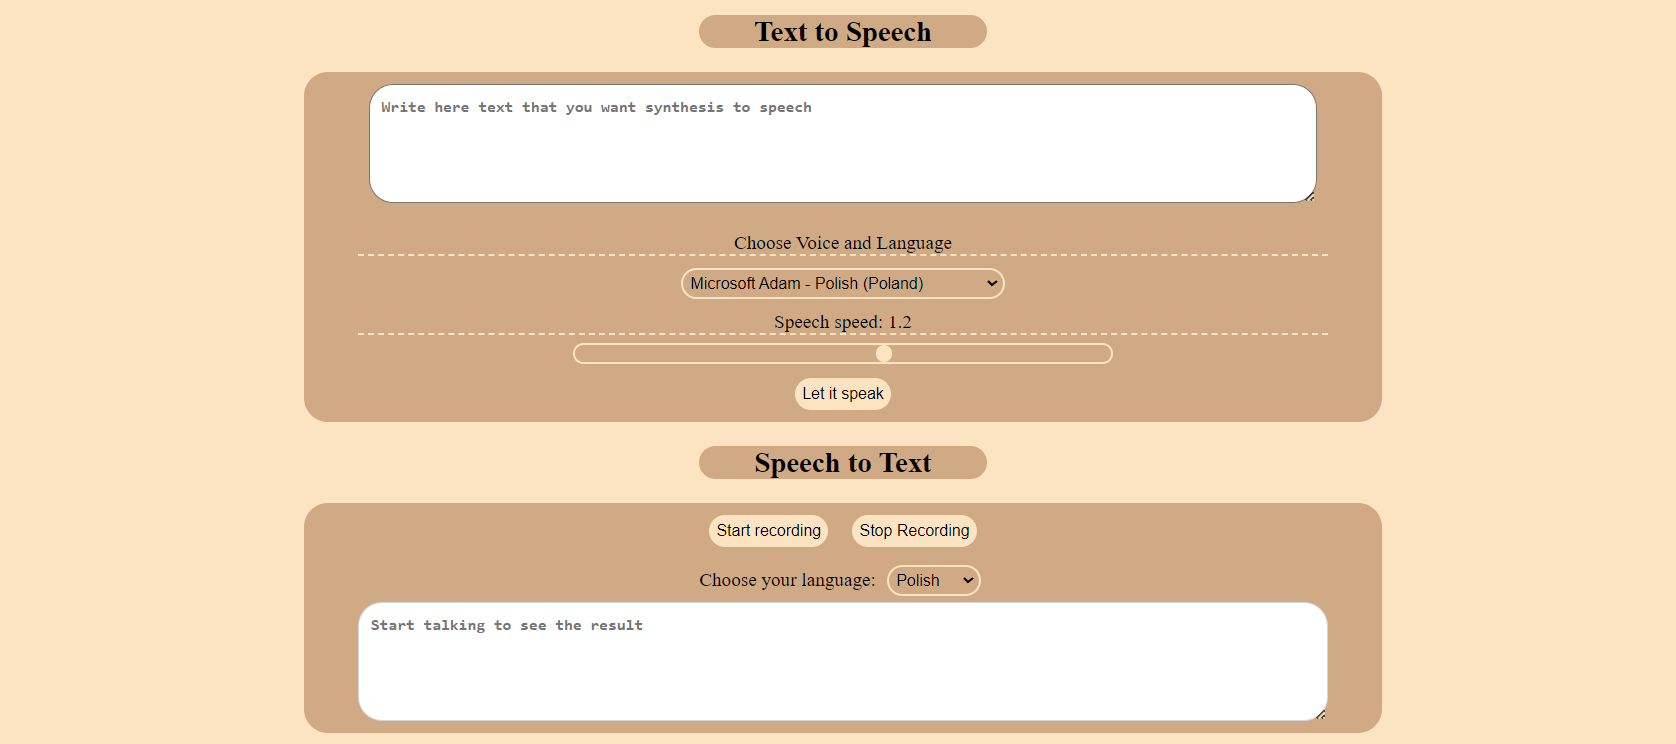 Text to Speech
Write here text that you want synthesis to speech
Choose Voice and Language
Microsoft Adam - Polish (Poland)
Speech speed: 1.2
Let it speak
Speech to Text
Start recording Stop Recording
Choose your language: Polish
Start talking to see the result